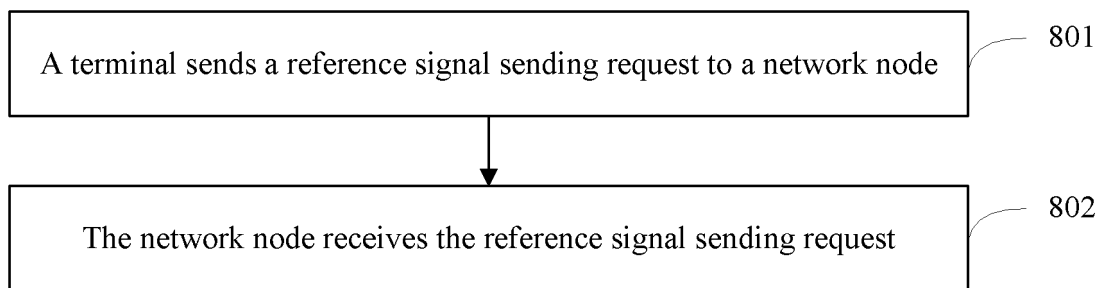 A terminal sends a reference signal sending request to a network node
801
The network node receives the reference signal sending request
802